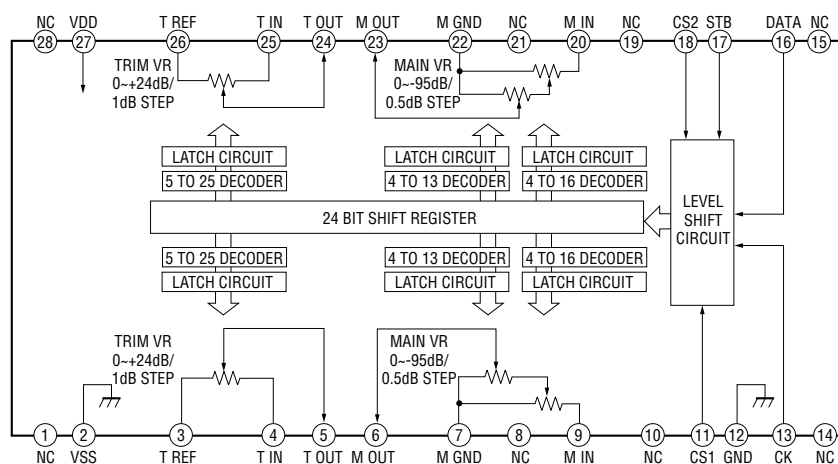 NC VDD T REF T IN T OUT M OUT M GND NC M IN NC CS2 STB DATA NC
28 27 26 25 24 23 22 21 20 19 18 17 16 15
TRIM VR
0~+24dB/
1dB STEP
MAIN VR
0~-95dB/
0.5dB STEP
LATCH CIRCUIT LATCH CIRCUIT LATCH CIRCUIT
5 TO 25 DECODER 4 TO 13 DECODER 4 TO 16 DECODER
24 BIT SHIFT REGISTER
LEVEL
SHIFT
CIRCUIT
5 TO 25 DECODER 4 TO 13 DECODER 4 TO 16 DECODER
LATCH CIRCUIT LATCH CIRCUIT LATCH CIRCUIT
TRIM VR
0~+24dB/
1dB STEP
MAIN VR
0~-95dB/
0.5dB STEP
1 2 3 4 5 6 7 8 9 10 11 12 13 14
NC VSS T REF T IN T OUT M OUT M GND NC M IN NC CS1 GND CK NC